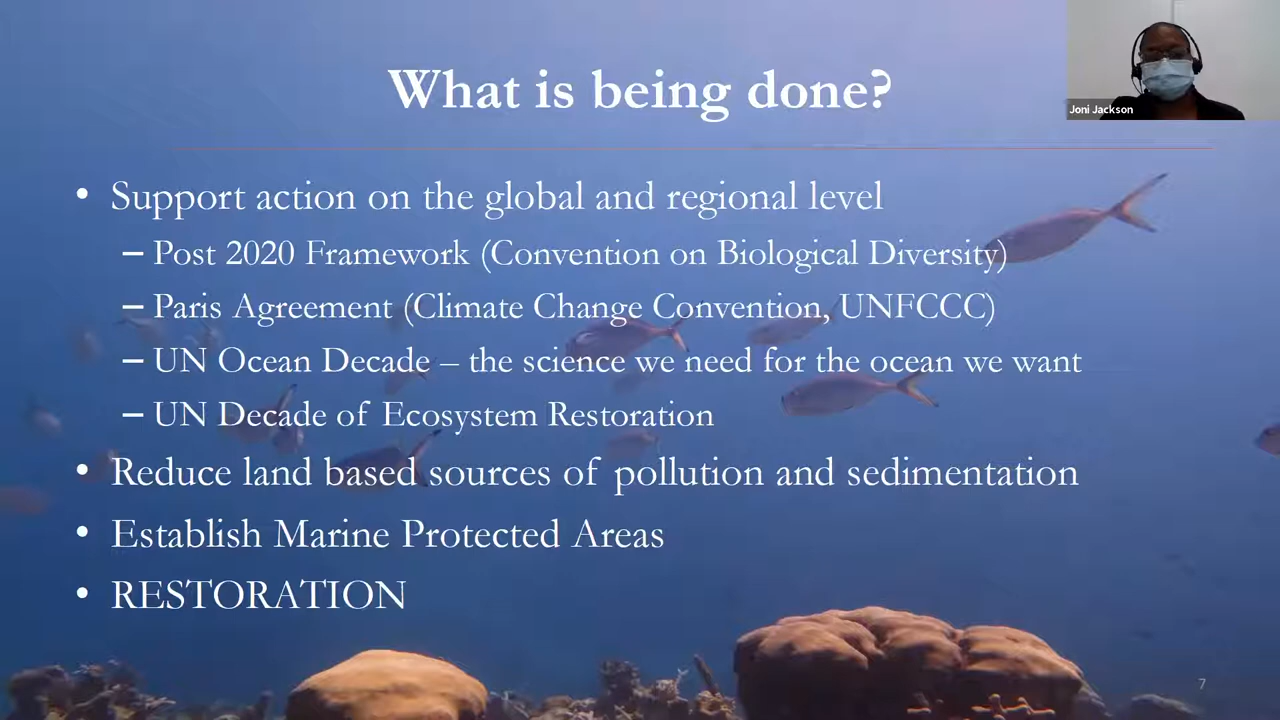 What is being done?
Joni Jackson
• Support action on the global and regional level
– Post 2020 Framework (Convention on Biological Diversity)
– Paris Agreement (Climate Change Convention, UNFCCC)
– UN Ocean Decade – the science we need for the ocean we want
– UN Decade of Ecosystem Restoration
• Reduce land based sources of pollution and sedimentation
• Establish Marine Protected Areas
• RESTORATION
7